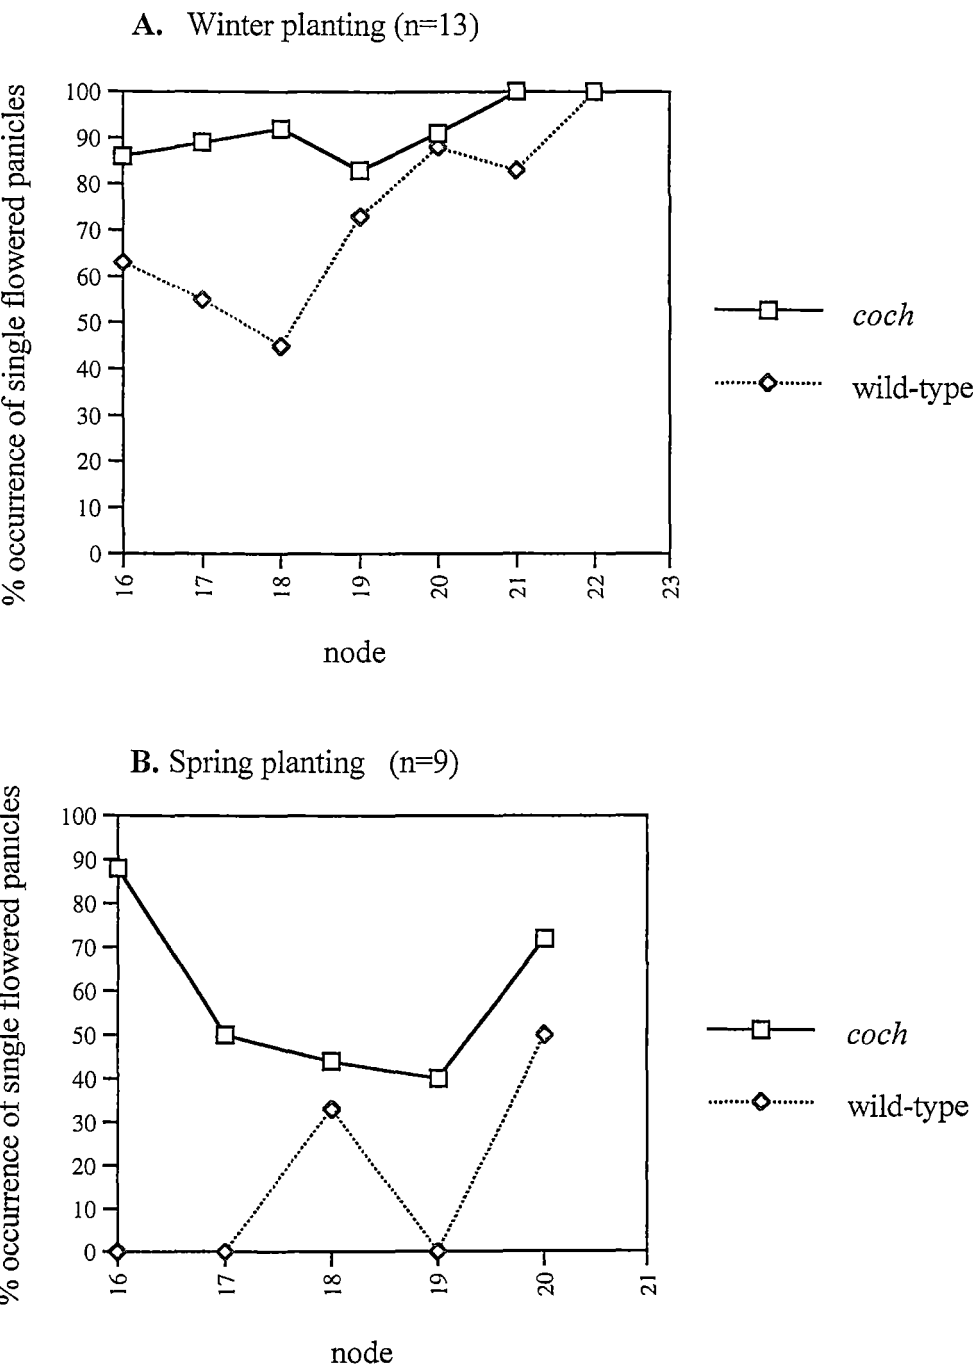 A. Winter planting (n=13)
% occurrence of single flowered panicles
100
90
80
70
60
50
40
30
20
10
0
16 17 18 19 20 21 22 23
node
coch
wild-type
B. Spring planting (n=9)
% occurrence of single flowered panicles
100
90
80
70
60
50
40
30
20
10
0
16 17 18 19 20 21
node
coch
wild-type